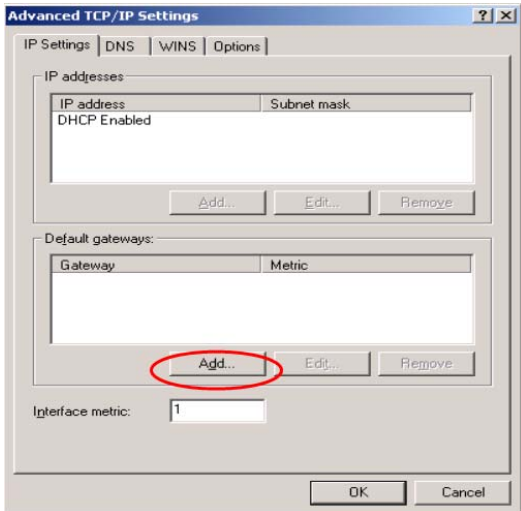 Advanced TCP/IP Settings
IP Settings DNS WINS Options
IP addresses
IP address Subnet mask
DHCP Enabled
Add... Edit... Remove
Default gateways:
Gateway Metric
Add... Edit... Remove
Interface metric: 1
OK Cancel